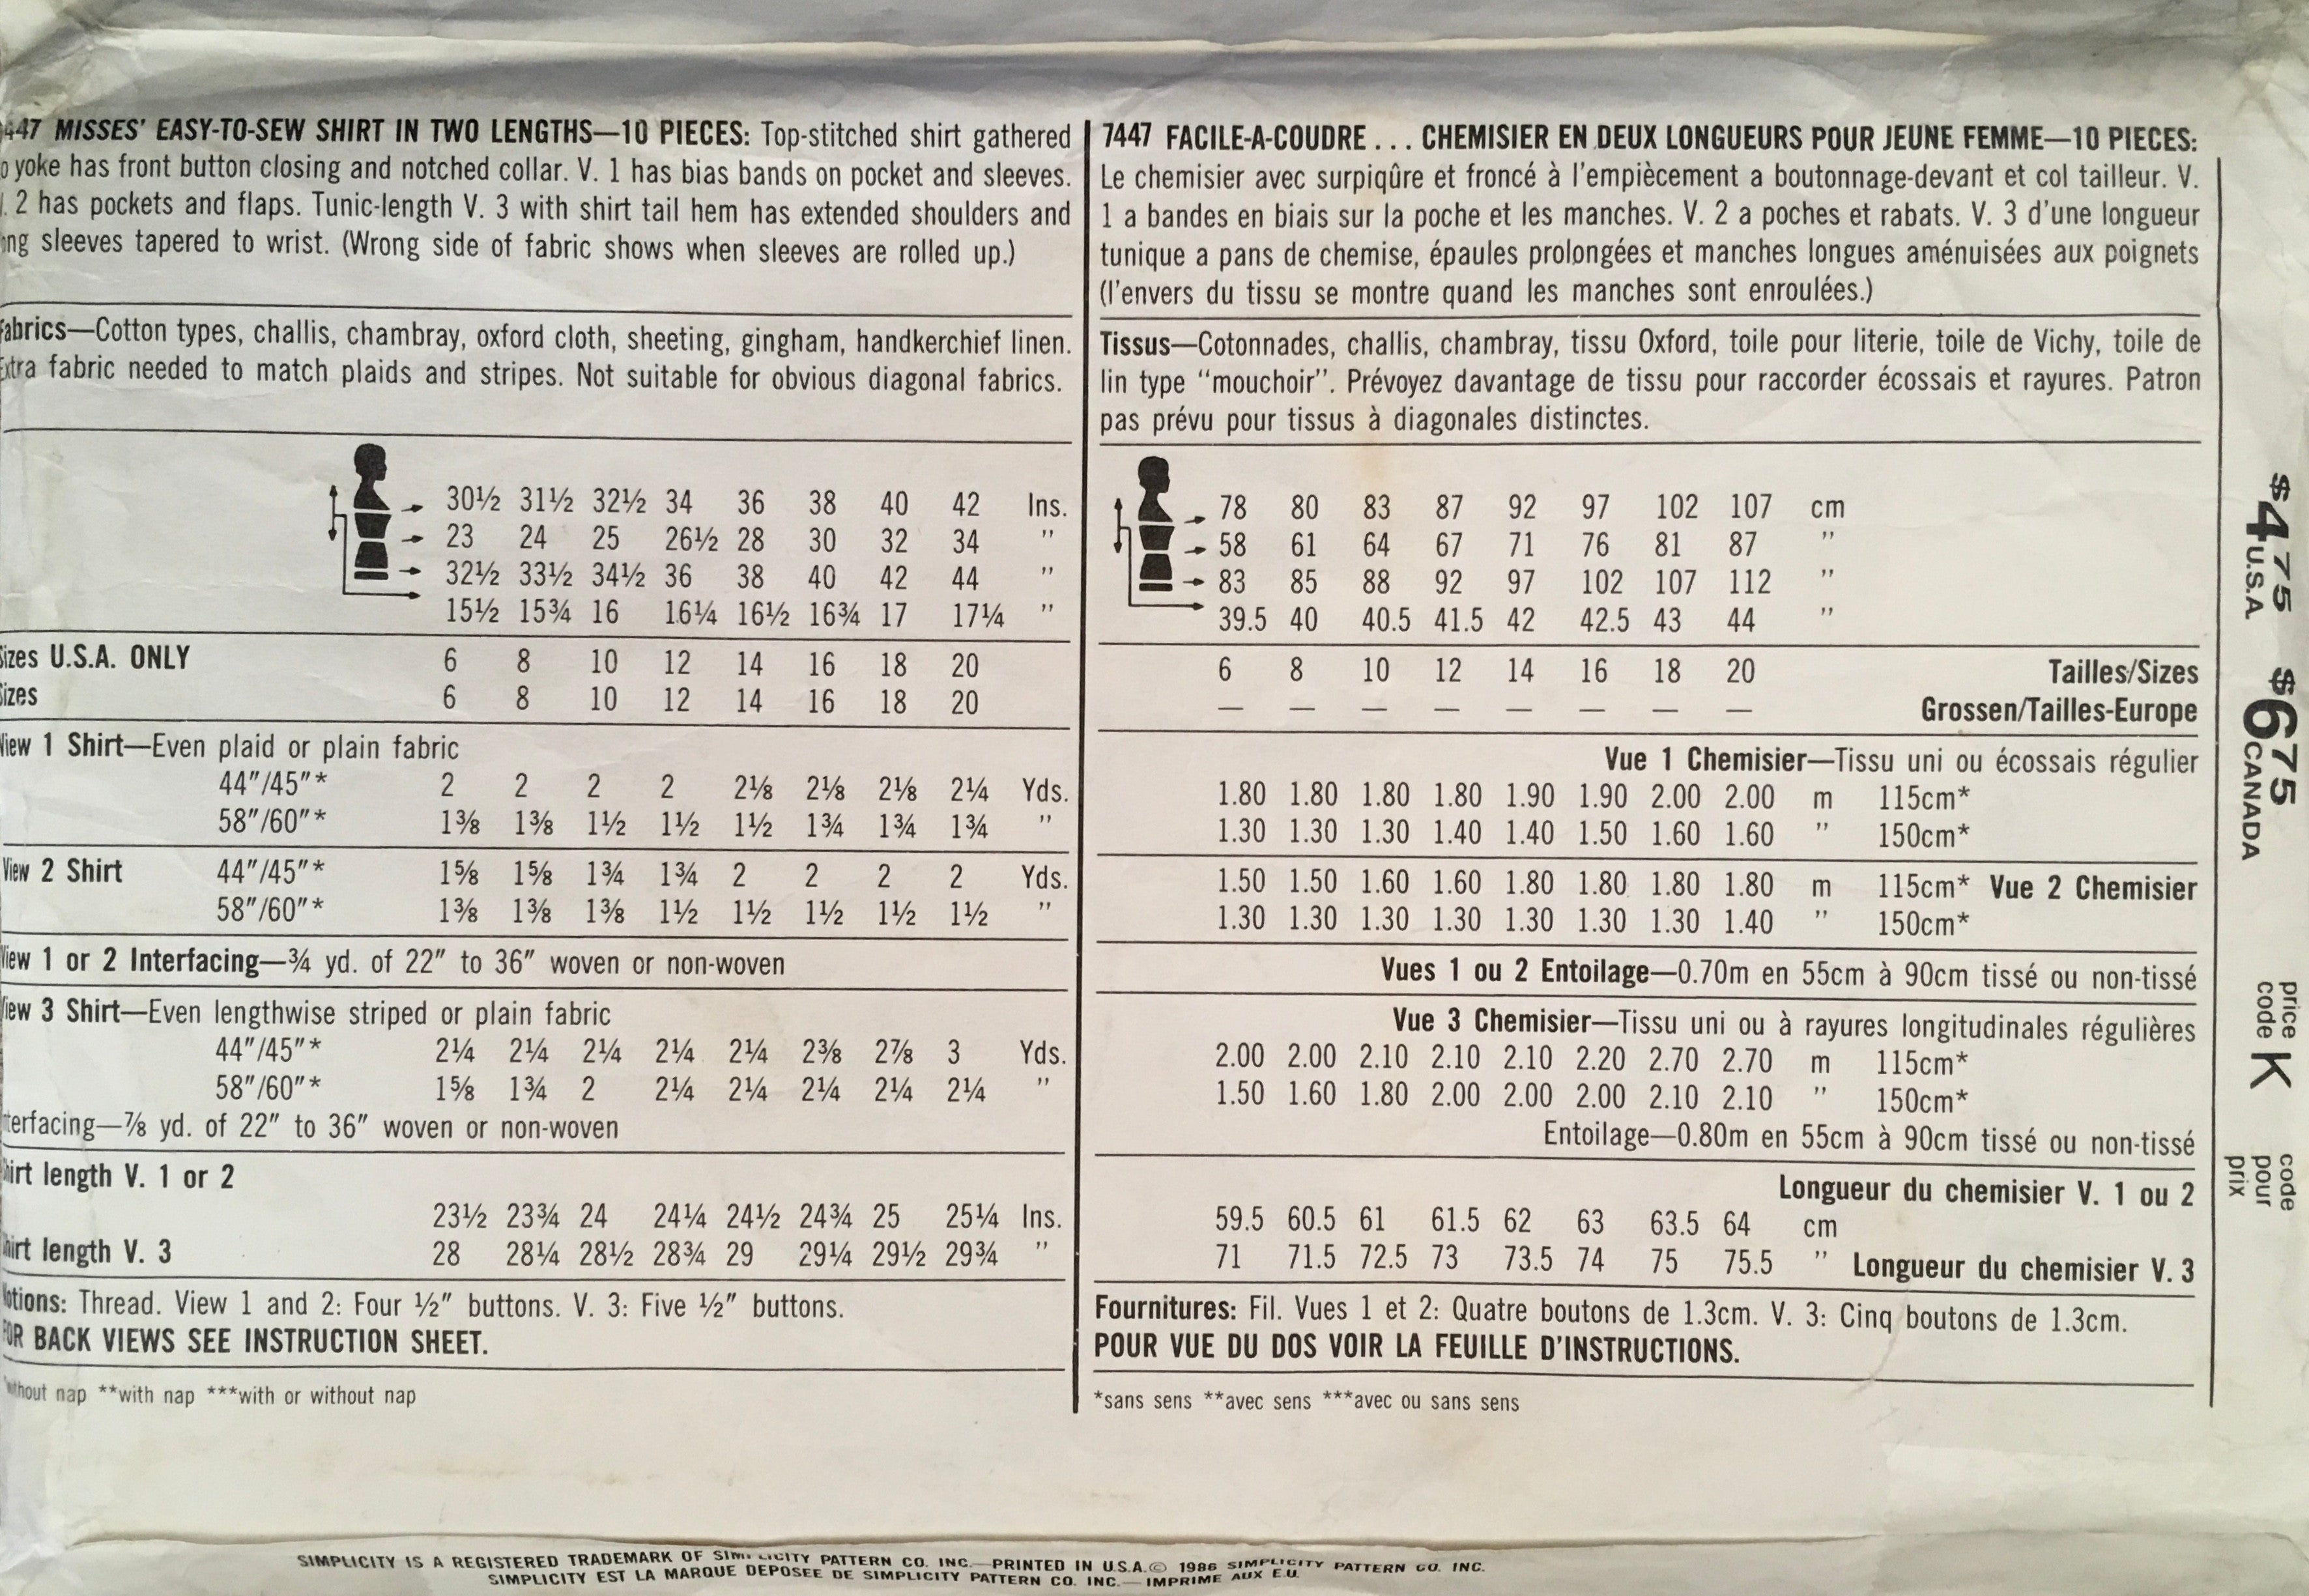 447 MISSES' EASY-TO-SEW SHIRT IN TWO LENGTHS—10 PIECES: Top-stitched shirt gathered
o yoke has front button closing and notched collar. V. 1 has bias bands on pocket and sleeves.
. 2 has pockets and flaps. Tunic-length V. 3 with shirt tail hem has extended shoulders and
ng sleeves tapered to wrist. (Wrong side of fabric shows when sleeves are rolled up.)
abrics—Cotton types, challis, chambray, oxford cloth, sheeting, gingham, handkerchief linen.
Extra fabric needed to match plaids and stripes. Not suitable for obvious diagonal fabrics.
30½ 31½ 32½ 34 36 38 40 42 Ins.
23 24 25 26½ 28 30 32 34 "
32½ 33½ 34½ 36 38 40 42 44 "
15½ 15¾ 16 16¼ 16½ 16¾ 17 17¼ "
Sizes U.S.A. ONLY 6 8 10 12 14 16 18 20
Sizes 6 8 10 12 14 16 18 20
View 1 Shirt—Even plaid or plain fabric
44"/45"* 2 2 2 2 2⅛ 2⅛ 2⅛ 2¼ Yds.
58"/60"* 1⅜ 1⅜ 1½ 1½ 1½ 1¾ 1¾ 1¾ "
View 2 Shirt 44"/45"* 1⅝ 1⅝ 1¾ 1¾ 2 2 2 2 Yds.
58"/60"* 1⅜ 1⅜ 1⅜ 1½ 1½ 1½ 1½ 1½ "
View 1 or 2 Interfacing—¾ yd. of 22" to 36" woven or non-woven
View 3 Shirt—Even lengthwise striped or plain fabric
44"/45"* 2¼ 2¼ 2¼ 2¼ 2¼ 2⅜ 2⅞ 3 Yds.
58"/60"* 1⅝ 1¾ 2 2¼ 2¼ 2¼ 2¼ 2¼ "
terfacing—⅞ yd. of 22" to 36" woven or non-woven
hirt length V. 1 or 2
23½ 23¾ 24 24¼ 24½ 24¾ 25 25¼ Ins.
hirt length V. 3 28 28¼ 28½ 28¾ 29 29¼ 29½ 29¾ "
Notions: Thread. View 1 and 2: Four ½" buttons. V. 3: Five ½" buttons.
FOR BACK VIEWS SEE INSTRUCTION SHEET.
*without nap **with nap ***with or without nap
7447 FACILE-A-COUDRE... CHEMISIER EN DEUX LONGUEURS POUR JEUNE FEMME—10 PIECES:
Le chemisier avec surpiqûre et froncé à l'empiècement a boutonnage-devant et col tailleur. V.
1 a bandes en biais sur la poche et les manches. V. 2 a poches et rabats. V. 3 d'une longueur
tunique a pans de chemise, épaules prolongées et manches longues aménuisées aux poignets
(l'envers du tissu se montre quand les manches sont enroulées.)
Tissus—Cotonnades, challis, chambray, tissu Oxford, toile pour literie, toile de Vichy, toile de
lin type "mouchoir". Prévoyez davantage de tissu pour raccorder écossais et rayures. Patron
pas prévu pour tissus à diagonales distinctes.
78 80 83 87 92 97 102 107 cm
58 61 64 67 71 76 81 87 "
83 85 88 92 97 102 107 112 "
39.5 40 40.5 41.5 42 42.5 43 44 "
6 8 10 12 14 16 18 20 Tailles/Sizes
— — — — — — — — Grossen/Tailles-Europe
Vue 1 Chemisier—Tissu uni ou écossais régulier
1.80 1.80 1.80 1.80 1.90 1.90 2.00 2.00 m 115cm*
1.30 1.30 1.30 1.40 1.40 1.50 1.60 1.60 " 150cm*
1.50 1.50 1.60 1.60 1.80 1.80 1.80 1.80 m 115cm* Vue 2 Chemisier
1.30 1.30 1.30 1.30 1.30 1.30 1.30 1.40 " 150cm*
Vues 1 ou 2 Entoilage—0.70m en 55cm à 90cm tissé ou non-tissé
Vue 3 Chemisier—Tissu uni ou à rayures longitudinales régulières
2.00 2.00 2.10 2.10 2.10 2.20 2.70 2.70 m 115cm*
1.50 1.60 1.80 2.00 2.00 2.00 2.10 2.10 " 150cm*
Entoilage—0.80m en 55cm à 90cm tissé ou non-tissé
Longueur du chemisier V. 1 ou 2
59.5 60.5 61 61.5 62 63 63.5 64 cm
71 71.5 72.5 73 73.5 74 75 75.5 " Longueur du chemisier V. 3
Fournitures: Fil. Vues 1 et 2: Quatre boutons de 1.3cm. V. 3: Cinq boutons de 1.3cm.
POUR VUE DU DOS VOIR LA FEUILLE D'INSTRUCTIONS.
*sans sens **avec sens ***avec ou sans sens
$4.75 U.S.A
$6.75 CANADA
price code K
code pour prix
SIMPLICITY IS A REGISTERED TRADEMARK OF SIMPLICITY PATTERN CO. INC.—PRINTED IN U.S.A.© 1986 SIMPLICITY PATTERN CO. INC.
SIMPLICITY EST LA MARQUE DEPOSEE DE SIMPLICITY PATTERN CO. INC.—IMPRIME AUX E.U.